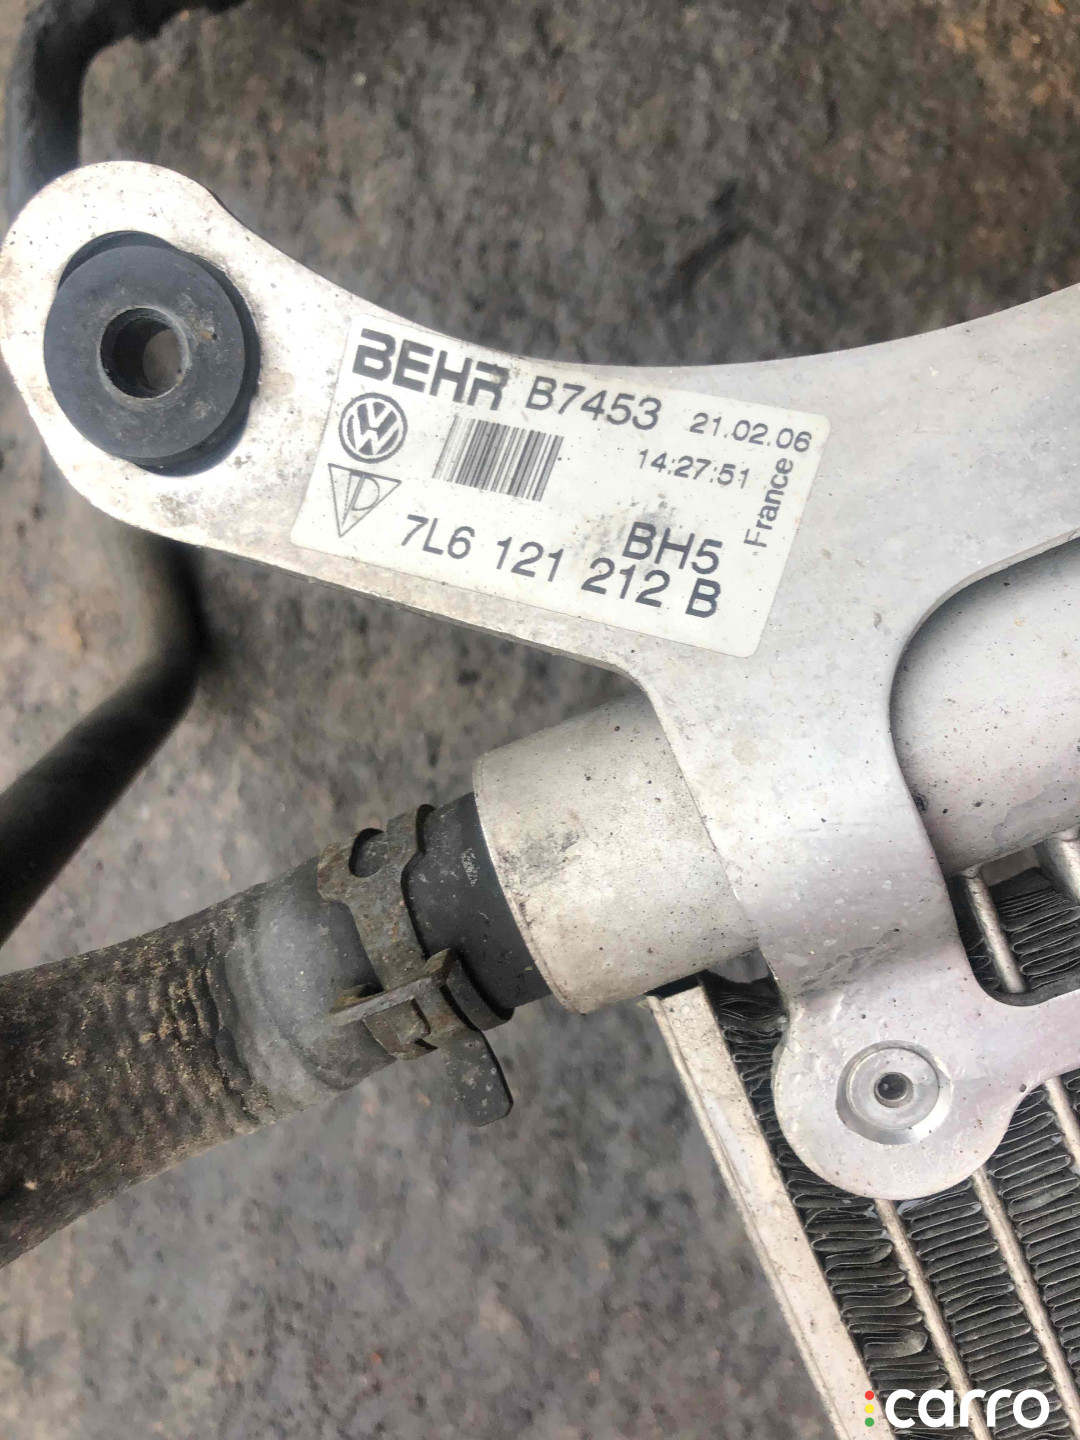 BEHR B7453 21.02.06
14:27:51
France
BH5
7L6 121 212 B
carro